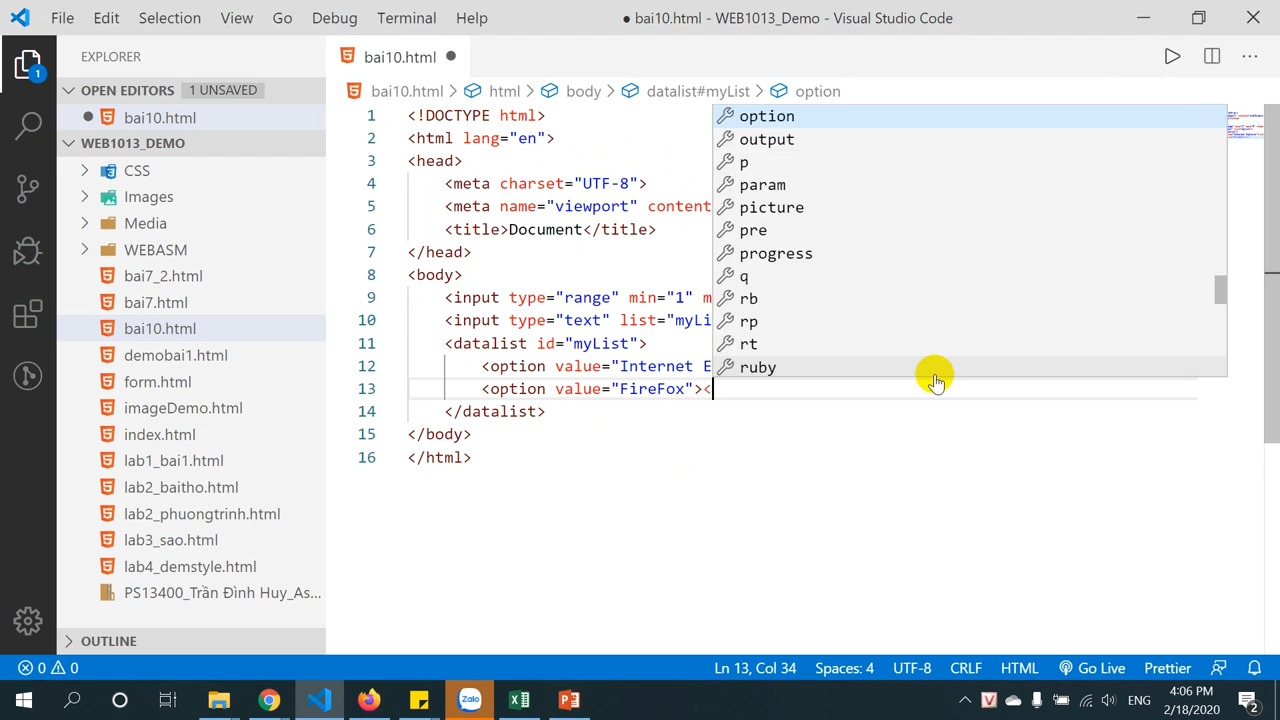 File Edit Selection View Go Debug Terminal Help ● bai10.html - WEB1013_Demo - Visual Studio Code
EXPLORER
OPEN EDITORS 1 UNSAVED
bai10.html
WEB1013_DEMO
CSS
Images
Media
WEBASM
bai7_2.html
bai7.html
bai10.html
demobai1.html
form.html
imageDemo.html
index.html
lab1_bai1.html
lab2_baitho.html
lab2_phuongtrinh.html
lab3_sao.html
lab4_demstyle.html
PS13400_Trần Đình Huy_As...
OUTLINE
1
bai10.html ●
bai10.html > html > body > datalist#myList > option
1 <!DOCTYPE html>
2 <html lang="en">
3 <head>
4 <meta charset="UTF-8">
5 <meta name="viewport" content
6 <title>Document</title>
7 </head>
8 <body>
9 <input type="range" min="1" m
10 <input type="text" list="myLi
11 <datalist id="myList">
12 <option value="Internet E
13 <option value="FireFox"><
14 </datalist>
15 </body>
16 </html>
option
output
p
param
picture
pre
progress
q
rb
rp
rt
ruby
0 0 Ln 13, Col 34 Spaces: 4 UTF-8 CRLF HTML Go Live Prettier
Zalo ENG 4:06 PM
2/18/2020 2